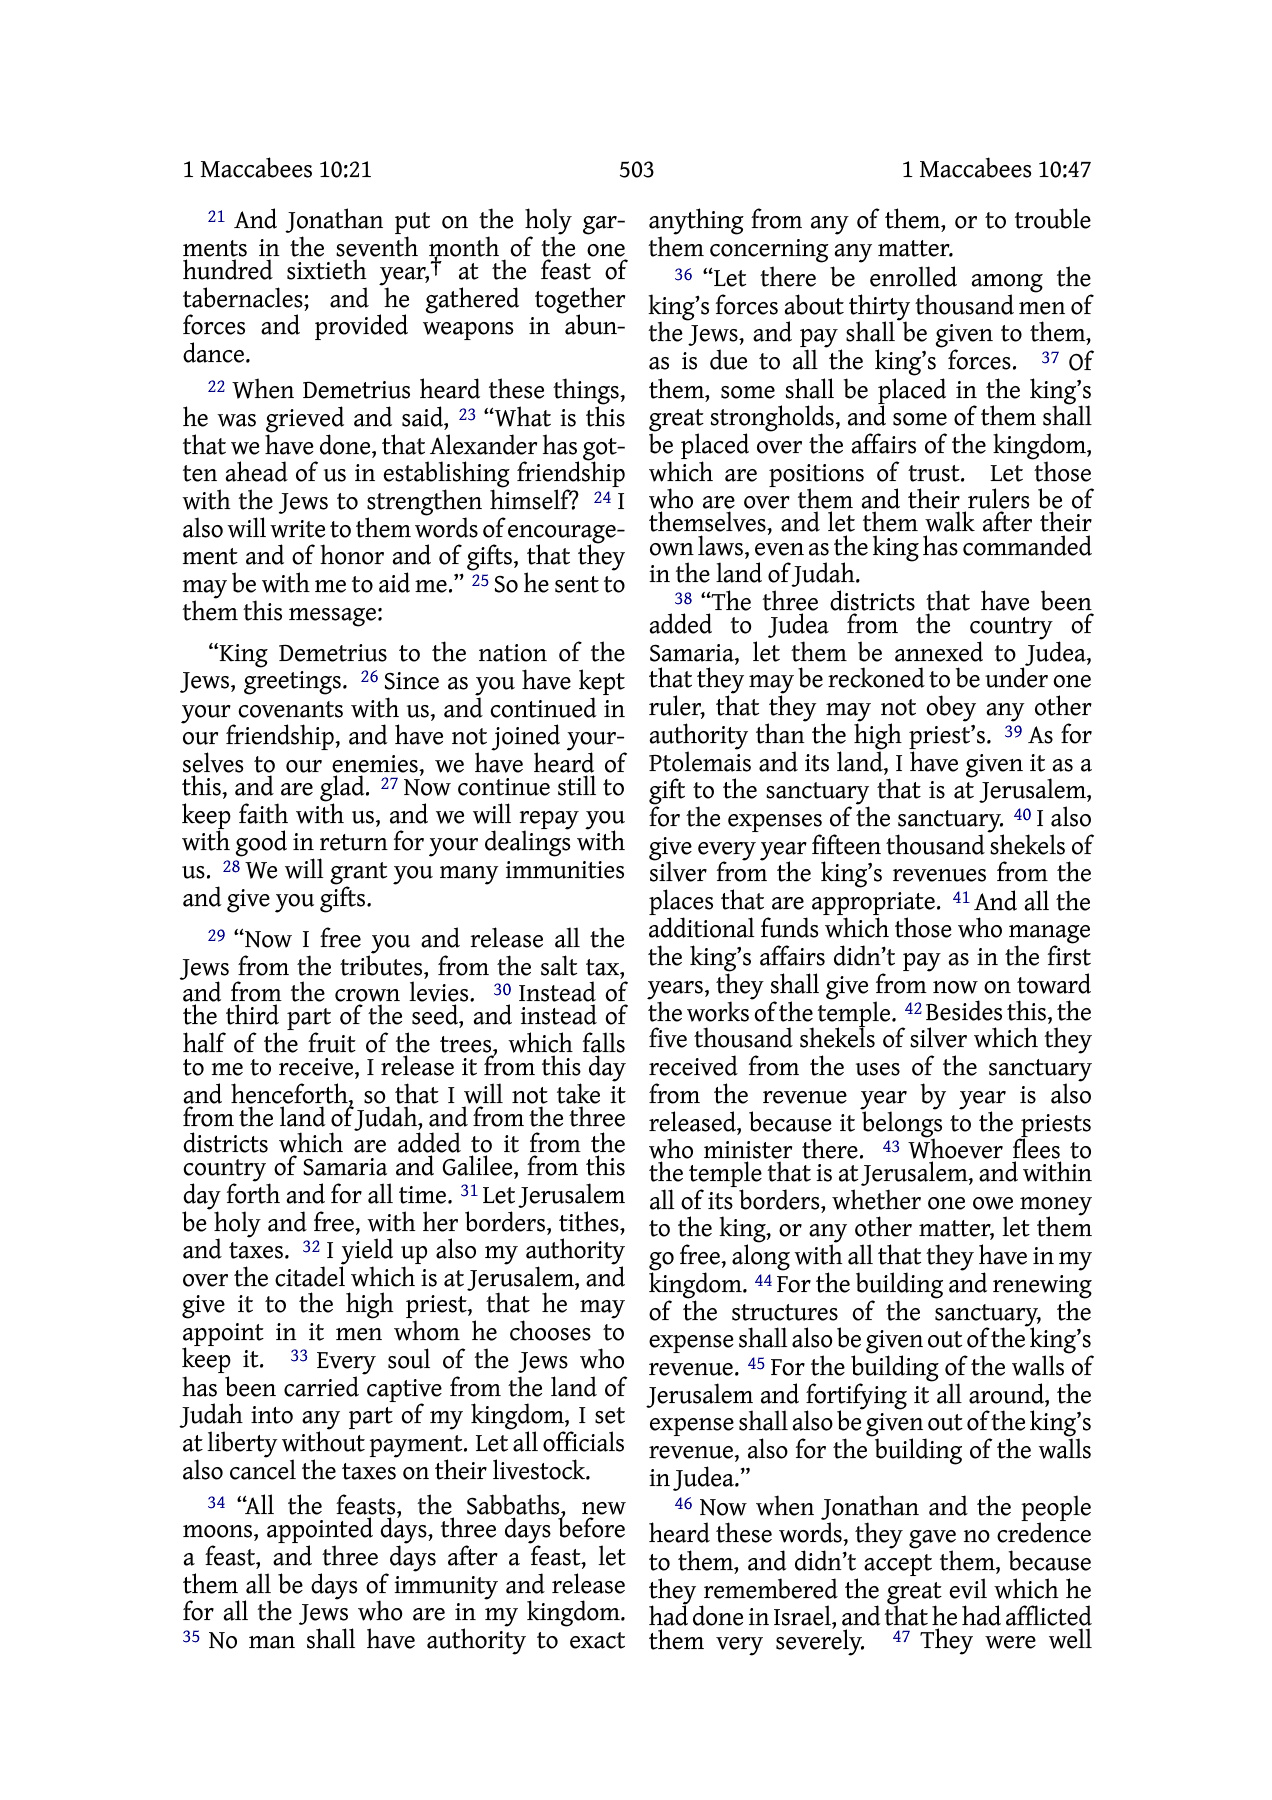 1 Maccabees 10:21 503 1 Maccabees 10:47
21 And Jonathan put on the holy gar-
ments in the seventh month of the one
hundred sixtieth year,† at the feast of
tabernacles; and he gathered together
forces and provided weapons in abun-
dance.
22 When Demetrius heard these things,
he was grieved and said, 23 “What is this
that we have done, that Alexander has got-
ten ahead of us in establishing friendship
with the Jews to strengthen himself? 24 I
also will write to them words of encourage-
ment and of honor and of gifts, that they
may be with me to aid me.” 25 So he sent to
them this message:
“King Demetrius to the nation of the
Jews, greetings. 26 Since as you have kept
your covenants with us, and continued in
our friendship, and have not joined your-
selves to our enemies, we have heard of
this, and are glad. 27 Now continue still to
keep faith with us, and we will repay you
with good in return for your dealings with
us. 28 We will grant you many immunities
and give you gifts.
29 “Now I free you and release all the
Jews from the tributes, from the salt tax,
and from the crown levies. 30 Instead of
the third part of the seed, and instead of
half of the fruit of the trees, which falls
to me to receive, I release it from this day
and henceforth, so that I will not take it
from the land of Judah, and from the three
districts which are added to it from the
country of Samaria and Galilee, from this
day forth and for all time. 31 Let Jerusalem
be holy and free, with her borders, tithes,
and taxes. 32 I yield up also my authority
over the citadel which is at Jerusalem, and
give it to the high priest, that he may
appoint in it men whom he chooses to
keep it. 33 Every soul of the Jews who
has been carried captive from the land of
Judah into any part of my kingdom, I set
at liberty without payment. Let all officials
also cancel the taxes on their livestock.
34 “All the feasts, the Sabbaths, new
moons, appointed days, three days before
a feast, and three days after a feast, let
them all be days of immunity and release
for all the Jews who are in my kingdom.
35 No man shall have authority to exact
anything from any of them, or to trouble
them concerning any matter.
36 “Let there be enrolled among the
king’s forces about thirty thousand men of
the Jews, and pay shall be given to them,
as is due to all the king’s forces. 37 Of
them, some shall be placed in the king’s
great strongholds, and some of them shall
be placed over the affairs of the kingdom,
which are positions of trust. Let those
who are over them and their rulers be of
themselves, and let them walk after their
own laws, even as the king has commanded
in the land of Judah.
38 “The three districts that have been
added to Judea from the country of
Samaria, let them be annexed to Judea,
that they may be reckoned to be under one
ruler, that they may not obey any other
authority than the high priest’s. 39 As for
Ptolemais and its land, I have given it as a
gift to the sanctuary that is at Jerusalem,
for the expenses of the sanctuary. 40 I also
give every year fifteen thousand shekels of
silver from the king’s revenues from the
places that are appropriate. 41 And all the
additional funds which those who manage
the king’s affairs didn’t pay as in the first
years, they shall give from now on toward
the works of the temple. 42 Besides this, the
five thousand shekels of silver which they
received from the uses of the sanctuary
from the revenue year by year is also
released, because it belongs to the priests
who minister there. 43 Whoever flees to
the temple that is at Jerusalem, and within
all of its borders, whether one owe money
to the king, or any other matter, let them
go free, along with all that they have in my
kingdom. 44 For the building and renewing
of the structures of the sanctuary, the
expense shall also be given out of the king’s
revenue. 45 For the building of the walls of
Jerusalem and fortifying it all around, the
expense shall also be given out of the king’s
revenue, also for the building of the walls
in Judea.”
46 Now when Jonathan and the people
heard these words, they gave no credence
to them, and didn’t accept them, because
they remembered the great evil which he
had done in Israel, and that he had afflicted
them very severely. 47 They were well